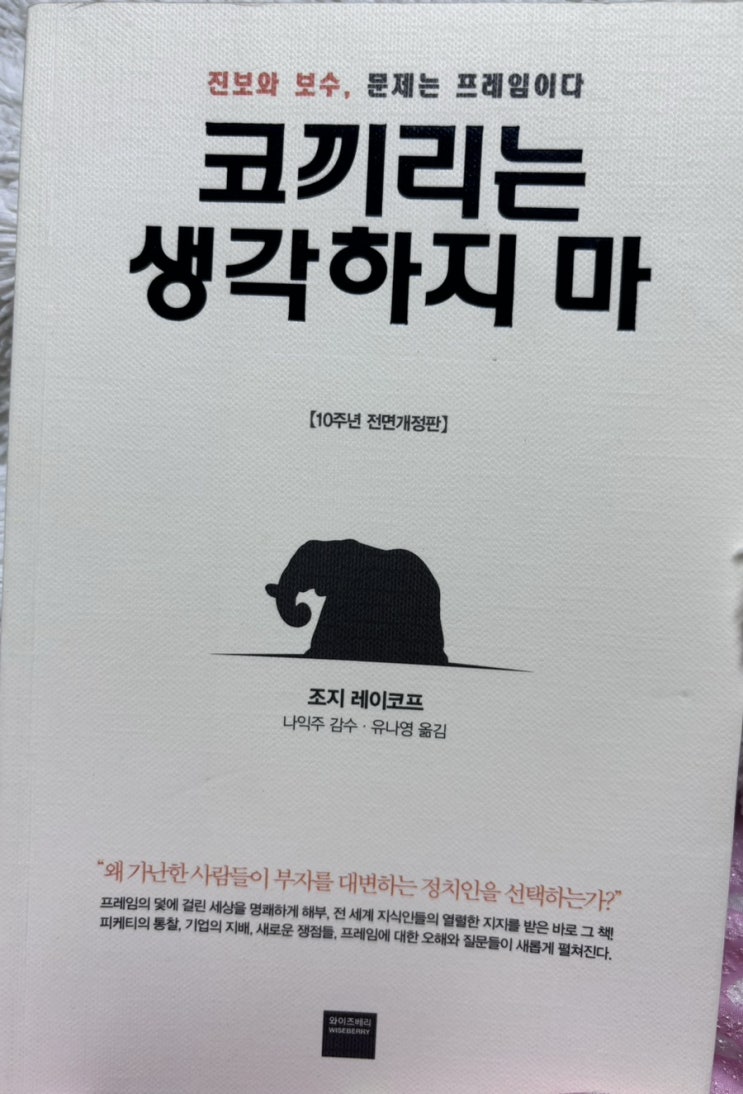 진보와 보수, 문제는 프레임이다
코끼리는
생각하지 마
【10주년 전면개정판】
조지 레이코프
나익주 감수 · 유나영 옮김
“왜 가난한 사람들이 부자를 대변하는 정치인을 선택하는가?”
프레임의 덫에 걸린 세상을 명쾌하게 해부, 전 세계 지식인들의 열렬한 지지를 받은 바로 그 책!
피케티의 통찰, 기업의 지배, 새로운 쟁점들, 프레임에 대한 오해와 질문들이 새롭게 펼쳐진다.
와이즈베리
WISEBERRY